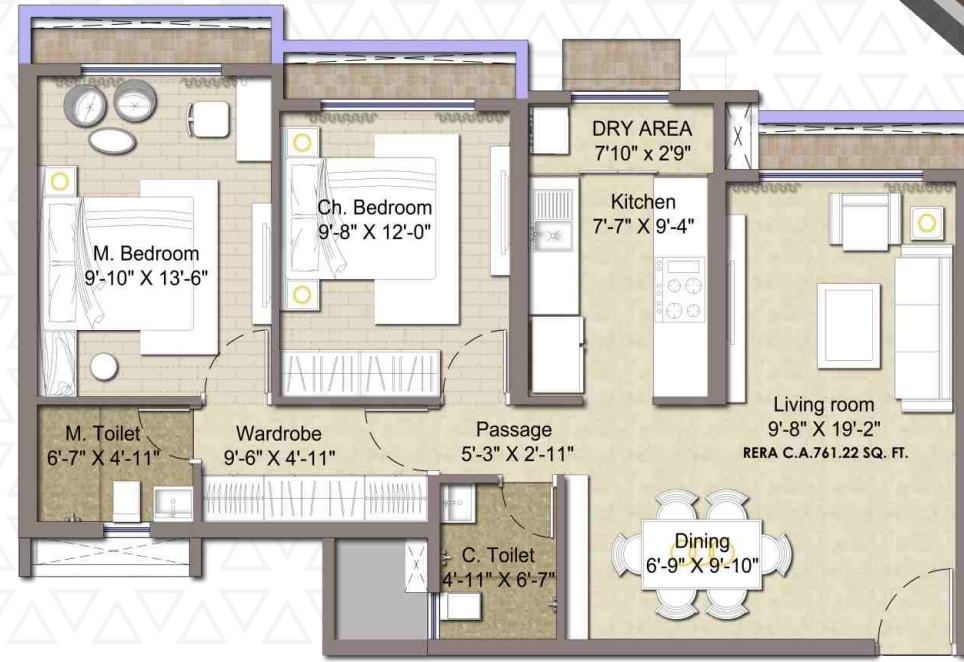 DRY AREA
7'10" x 2'9"
Kitchen
7'-7" X 9'-4"
Ch. Bedroom
9'-8" X 12'-0"
M. Bedroom
9'-10" X 13'-6"
Living room
9'-8" X 19'-2"
RERA C.A.761.22 SQ. FT.
M. Toilet
6'-7" X 4'-11"
Wardrobe
9'-6" X 4'-11"
Passage
5'-3" X 2'-11"
C. Toilet
4'-11" X 6'-7"
Dining
6'-9" X 9'-10"